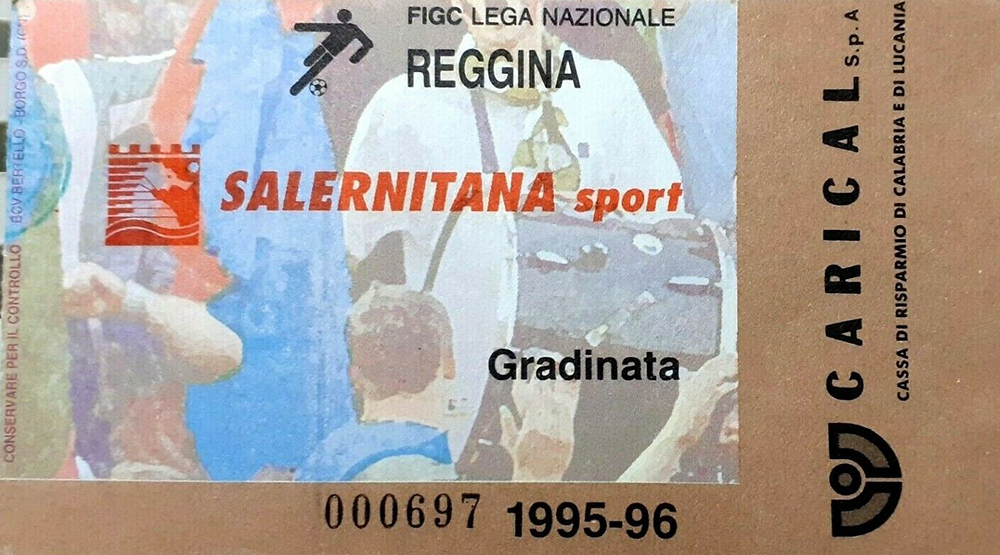 FIGC LEGA NAZIONALE
REGGINA
SALERNITANA sport
Gradinata
000697 1995-96
CARICAL S.p.A
CASSA DI RISPARMIO DI CALABRIA E DI LUCANIA
CONSERVARE PER IL CONTROLLO BORGO S.D.